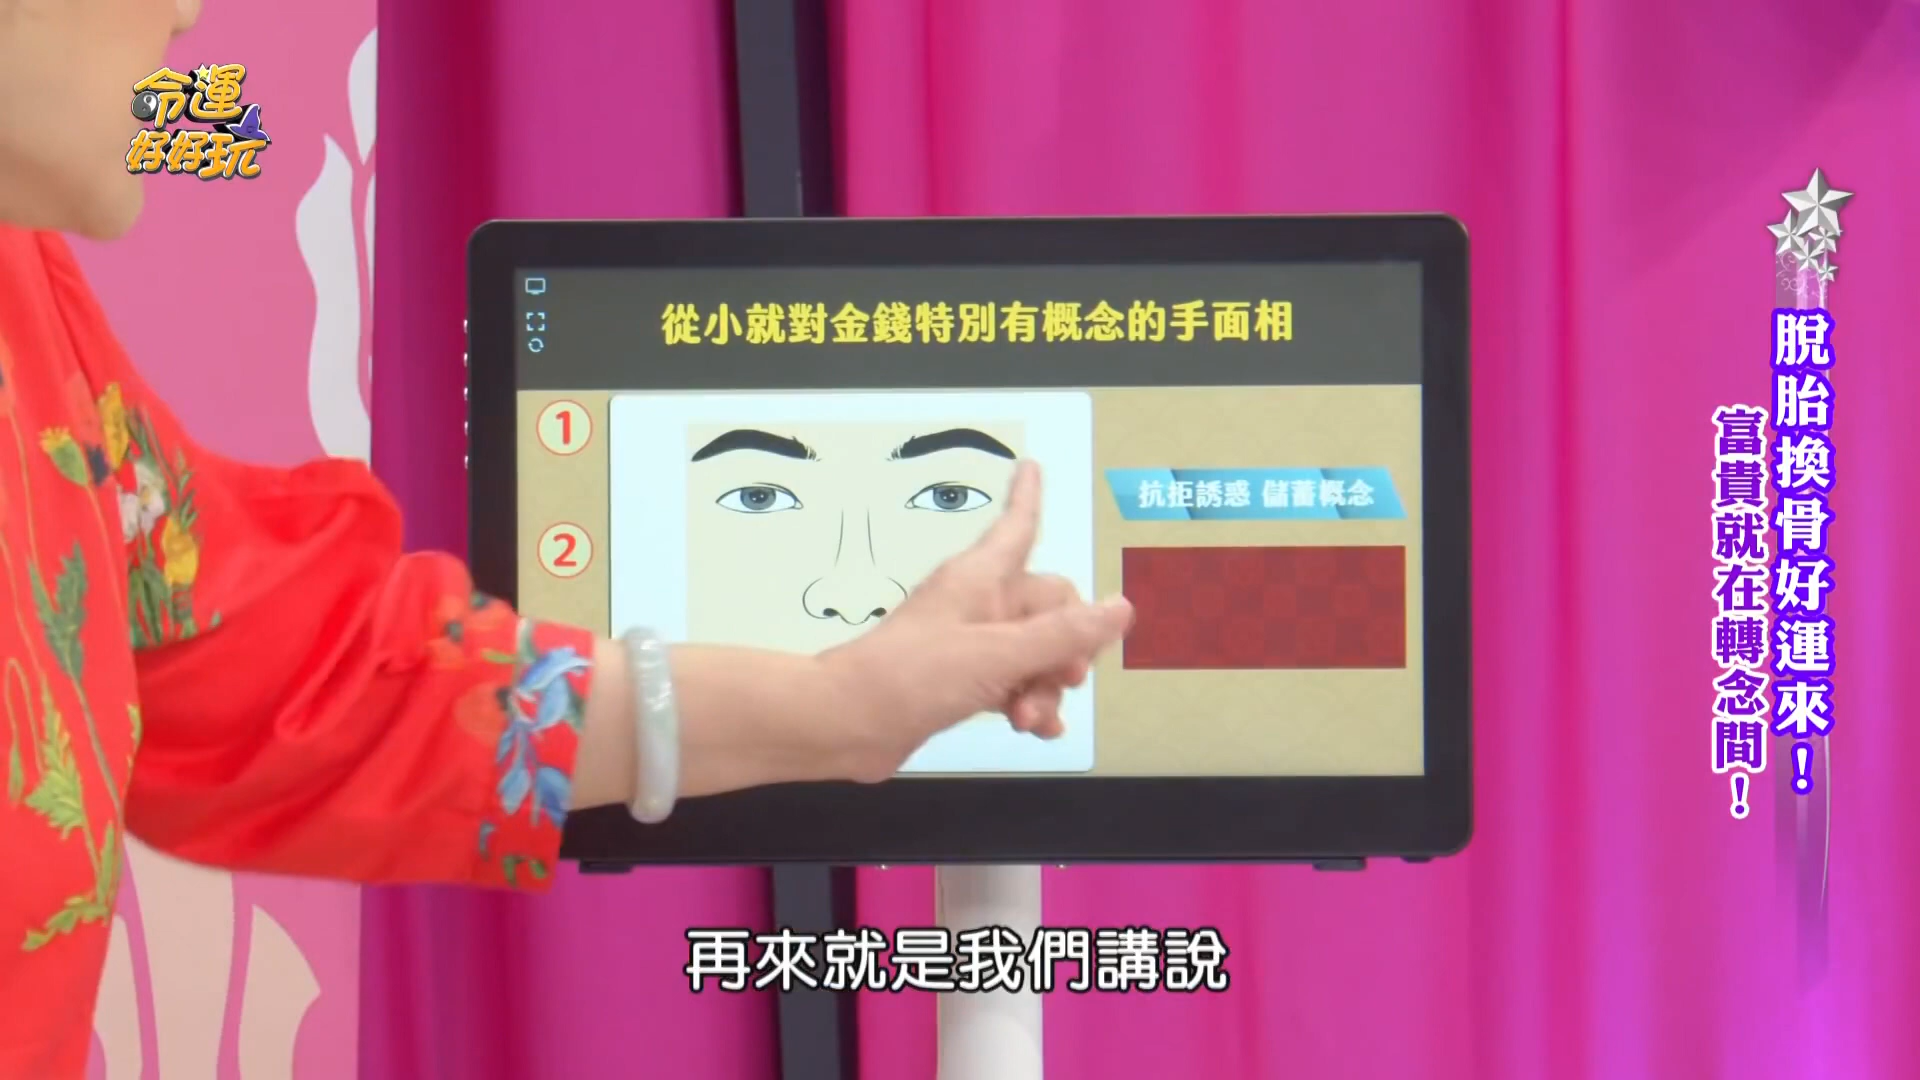 命運
好好玩
從小就對金錢特別有概念的手面相
1
2
抗拒誘惑 儲蓄概念
脫胎換骨好運來！
富貴就在轉念間！
再來就是我們講說